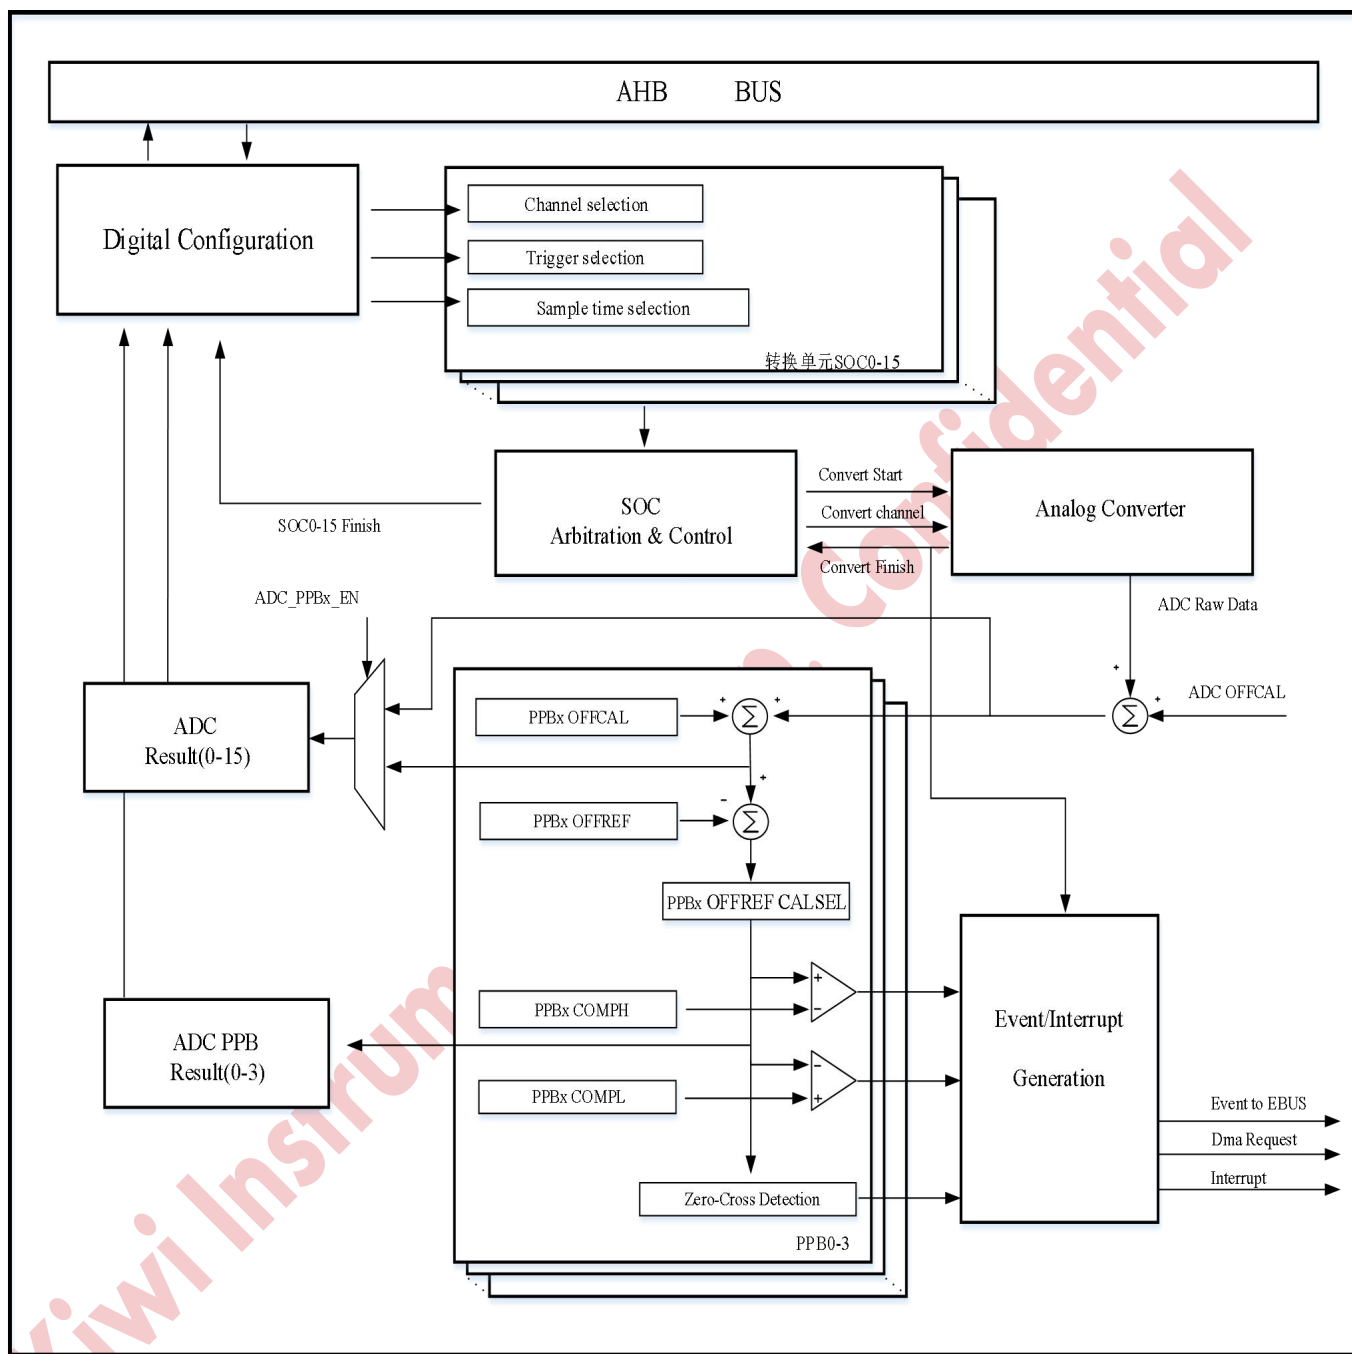 AHB BUS
Digital Configuration
Channel selection
Trigger selection
Sample time selection
转换单元SOC0-15
SOC
Arbitration & Control
Convert Start
Convert channel
Convert Finish
Analog Converter
SOC0-15 Finish
ADC_PPBx_EN
ADC Raw Data
ADC OFFCAL
+
+
Σ
ADC
Result(0-15)
PPBx OFFCAL
+
+
Σ
+
-
PPBx OFFREF
Σ
PPBx OFFREF CALSEL
PPBx COMPH
+
-
ADC PPB
Result(0-3)
PPBx COMPL
-
+
Zero-Cross Detection
PPB0-3
Event/Interrupt
Generation
Event to EBUS
Dma Request
Interrupt
Kiwi Instrum
Confidential